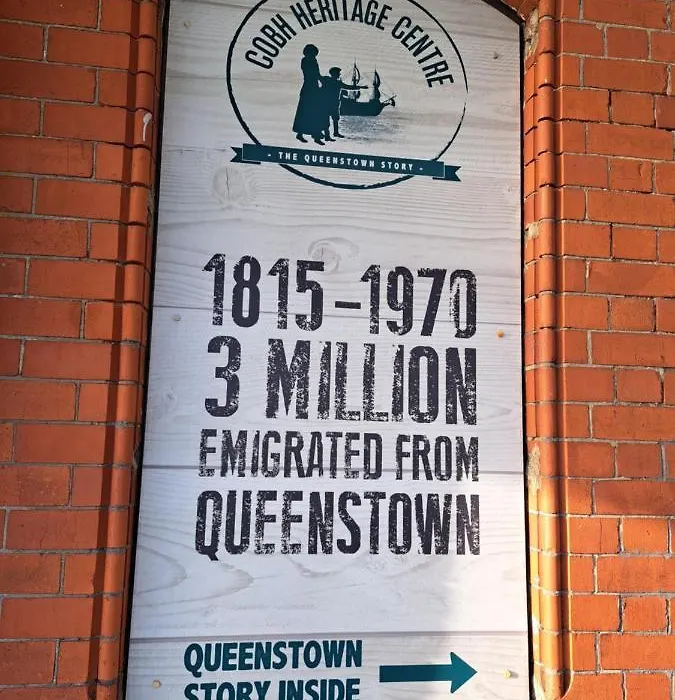 COBH HERITAGE CENTRE
- THE QUEENSTOWN STORY -
1815-1970
3 MILLION
EMIGRATED FROM
QUEENSTOWN
QUEENSTOWN
STORY INSIDE